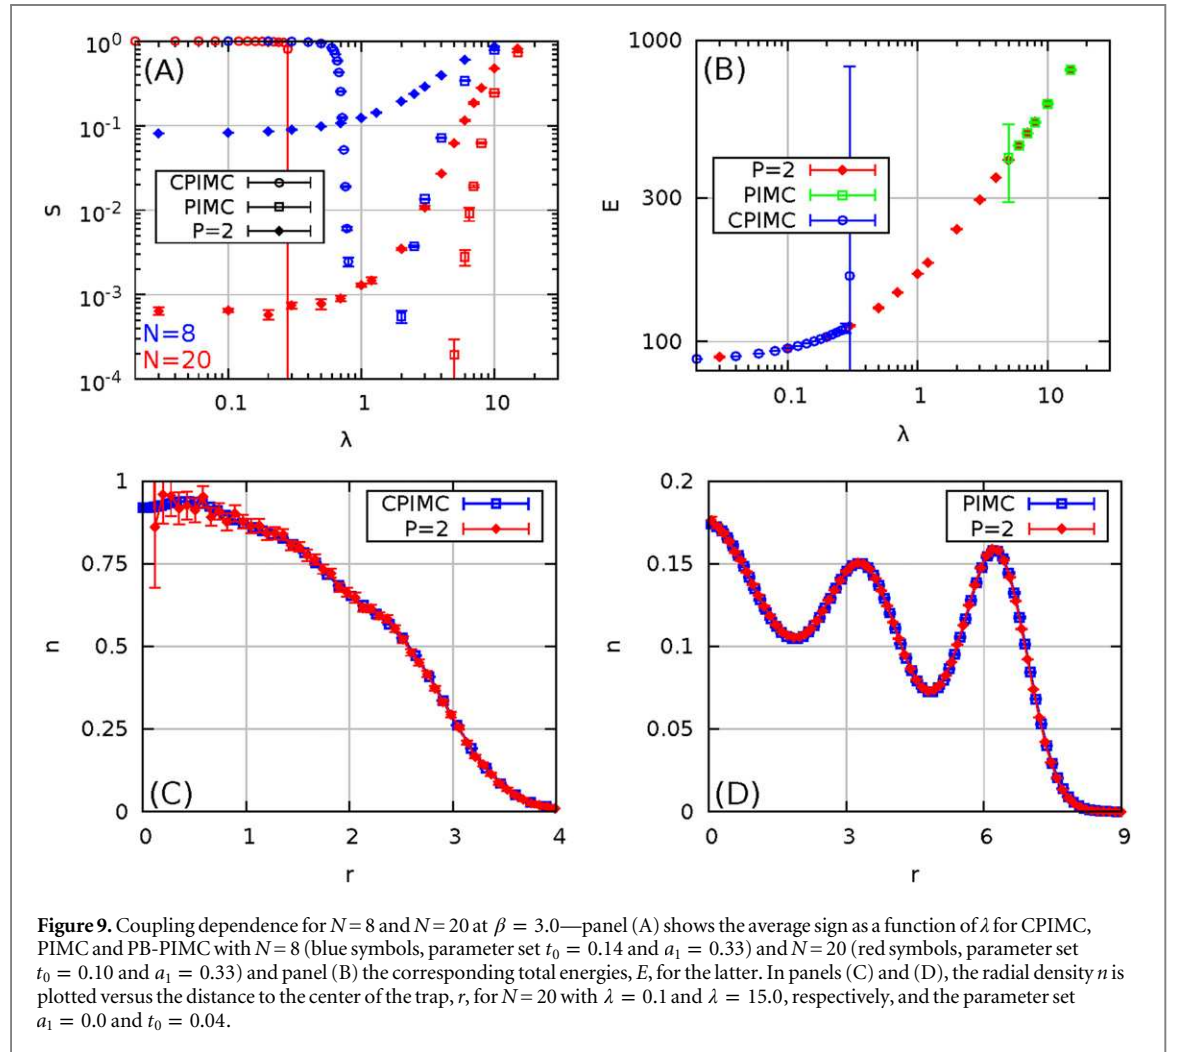 (A)
S
10⁰
10⁻¹
10⁻²
10⁻³
10⁻⁴
CPIMC
PIMC
P=2
N=8
N=20
0.1
1
10
λ
(B)
E
1000
300
100
P=2
PIMC
CPIMC
0.1
1
10
λ
(C)
n
1
0.75
0.5
0.25
0
CPIMC
P=2
0
1
2
3
4
r
(D)
n
0.2
0.15
0.1
0.05
0
PIMC
P=2
0
3
6
9
r
Figure 9. Coupling dependence for N = 8 and N = 20 at β = 3.0—panel (A) shows the average sign as a function of λ for CPIMC,
PIMC and PB-PIMC with N = 8 (blue symbols, parameter set t₀ = 0.14 and a₁ = 0.33) and N = 20 (red symbols, parameter set
t₀ = 0.10 and a₁ = 0.33) and panel (B) the corresponding total energies, E, for the latter. In panels (C) and (D), the radial density n is
plotted versus the distance to the center of the trap, r, for N = 20 with λ = 0.1 and λ = 15.0, respectively, and the parameter set
a₁ = 0.0 and t₀ = 0.04.